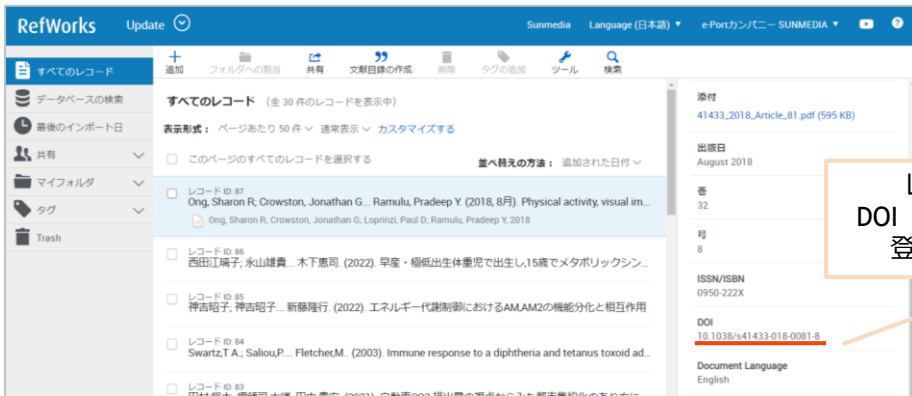 RefWorks Update Sunmedia Language (日本語) ▼ e-Portカンパニー SUNMEDIA ▼
すべてのレコード
データベースの検索
最後のインポート日
共有
マイフォルダ
タグ
Trash
追加 フォルダへの割当 共有 文献目録の作成 削除 タグの追加 ツール 検索
すべてのレコード (全 30 件のレコードを表示中)
表示形式: ページあたり 50 件 通常表示 カスタマイズする
このページのすべてのレコードを選択する 並べ替えの方法: 追加された日付
レコード ID: 87
Ong, Sharon R; Crowston, Jonathan G... Ramulu, Pradeep Y. (2018, 8月). Physical activity, visual im...
Ong, Sharon R; Crowston, Jonathan G; Loprinzi, Paul D; Ramulu, Pradeep Y, 2018
レコード ID: 86
西田江璃子, 永山雄貴... 木下恵司. (2022). 早産・極低出生体重児で出生し,15歳でメタボリックシン...
レコード ID: 85
神吉昭子, 神吉昭子... 新藤隆行. (2022). エネルギー代謝制御におけるAM,AM2の機能分化と相互作用
レコード ID: 84
Swartz,T A.; Saliou,P.... Fletcher,M.. (2003). Immune response to a diphtheria and tetanus toxoid ad...
レコード ID: 83
添付
41433_2018_Article_81.pdf (595 KB)
出版日
August 2018
巻
32
号
8
ISSN/ISBN
0950-222X
DOI
10.1038/s41433-018-0081-8
Document Language
English
DOI
登